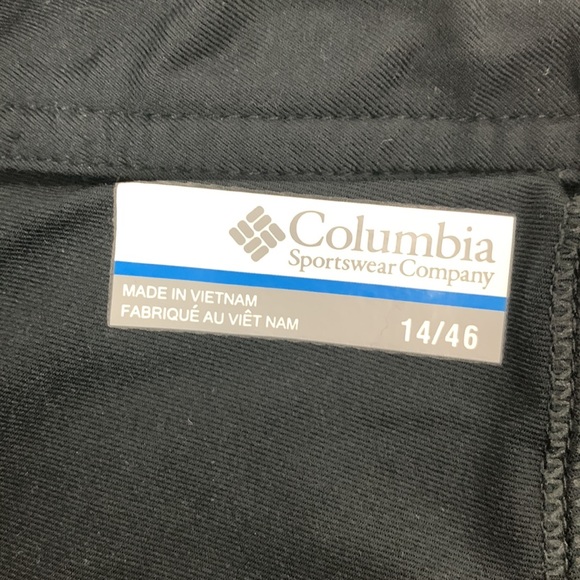 Columbia
Sportswear Company
MADE IN VIETNAM
FABRIQUÉ AU VIÊT NAM
14/46